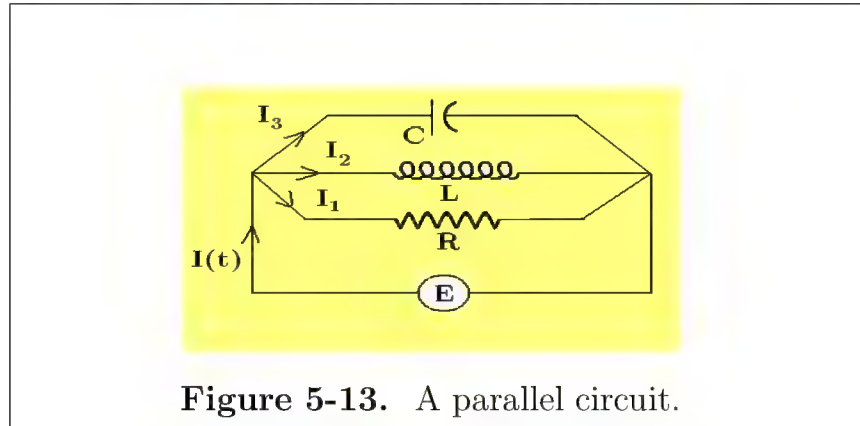 I₃
C
I₂
L
I₁
R
I(t)
E
Figure 5-13. A parallel circuit.